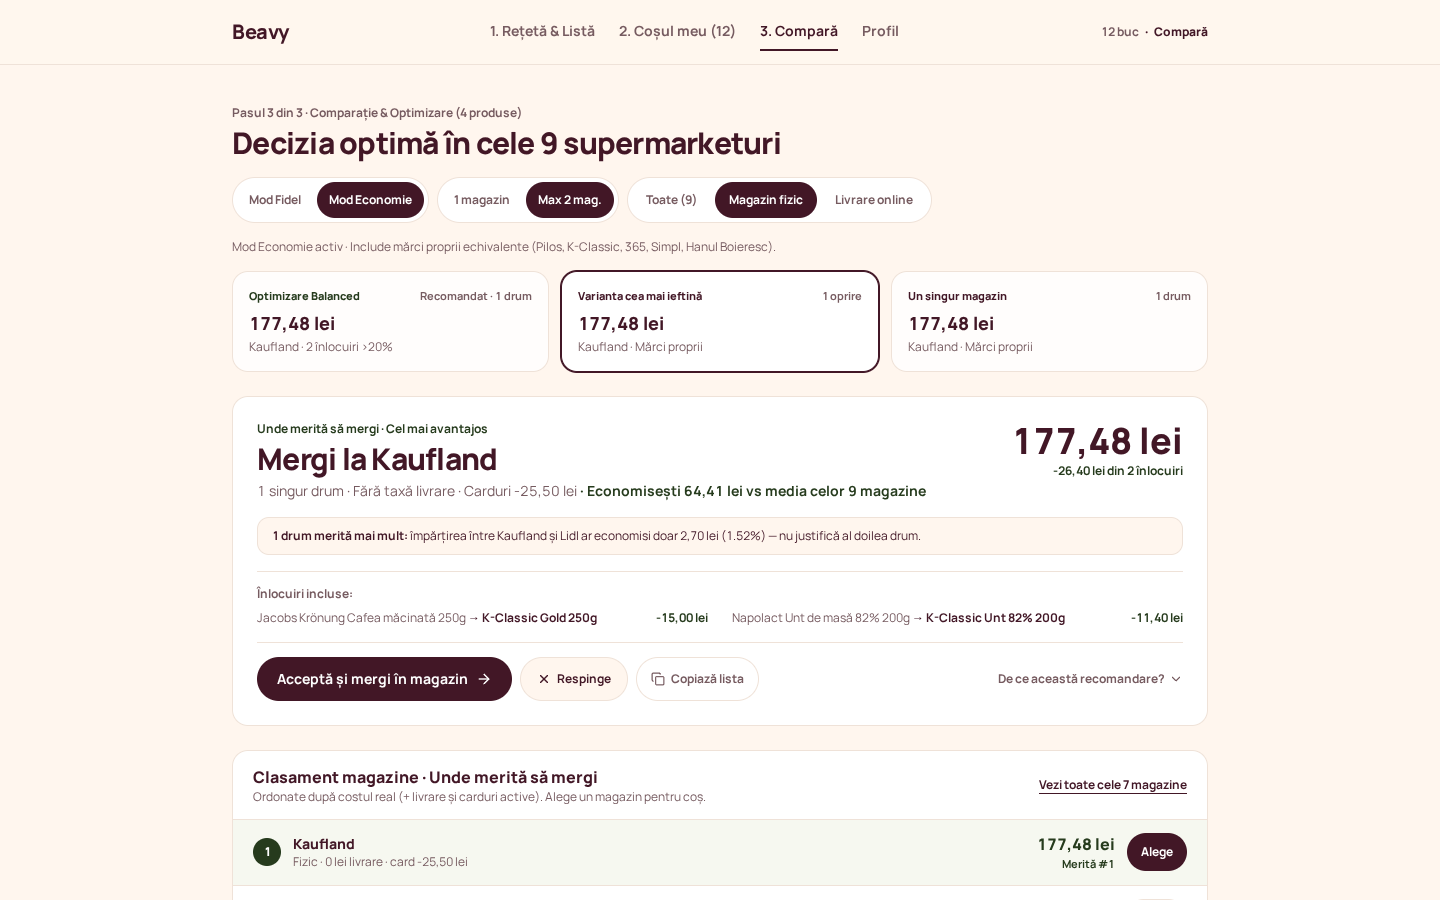 Beavy
1. Rețetă & Listă
2. Coșul meu (12)
3. Compară
Profil
12 buc · Compară
Pasul 3 din 3 · Comparație & Optimizare (4 produse)
Decizia optimă în cele 9 supermarketuri
Mod Fidel
Mod Economie
1 magazin
Max 2 mag.
Toate (9)
Magazin fizic
Livrare online
Mod Economie activ · Include mărci proprii echivalente (Pilos, K-Classic, 365, Simpl, Hanul Boieresc).
Optimizare Balanced
Recomandat · 1 drum
177,48 lei
Kaufland · 2 înlocuiri >20%
Varianta cea mai ieftină
1 oprire
177,48 lei
Kaufland · Mărci proprii
Un singur magazin
1 drum
177,48 lei
Kaufland · Mărci proprii
Unde merită să mergi · Cel mai avantajos
Mergi la Kaufland
1 singur drum · Fără taxă livrare · Carduri -25,50 lei · Economisești 64,41 lei vs media celor 9 magazine
177,48 lei
-26,40 lei din 2 înlocuiri
1 drum merită mai mult: împărțirea între Kaufland și Lidl ar economisi doar 2,70 lei (1.52%) — nu justifică al doilea drum.
Înlocuiri incluse:
Jacobs Krönung Cafea măcinată 250g → K-Classic Gold 250g
-15,00 lei
Napolact Unt de masă 82% 200g → K-Classic Unt 82% 200g
-11,40 lei
Acceptă și mergi în magazin →
Respinge
Copiază lista
De ce această recomandare?
Clasament magazine · Unde merită să mergi
Ordonate după costul real (+ livrare și carduri active). Alege un magazin pentru coș.
Vezi toate cele 7 magazine
1
Kaufland
Fizic · 0 lei livrare · card -25,50 lei
177,48 lei
Merită #1
Alege